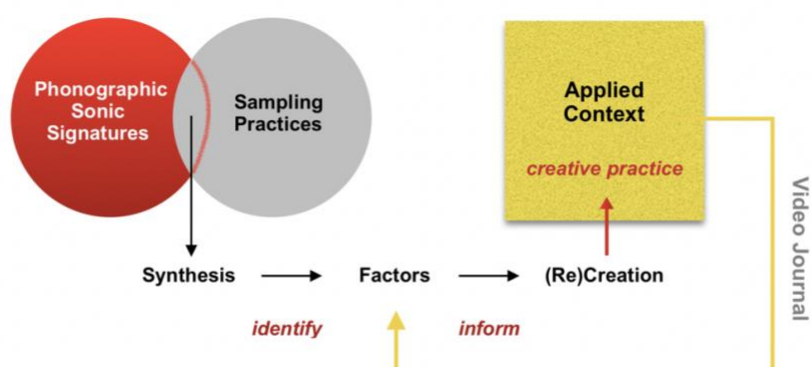 Phonographic
Sonic
Signatures
Sampling
Practices
Applied
Context
creative practice
Synthesis
Factors
(Re)Creation
identify
inform
Video Journal